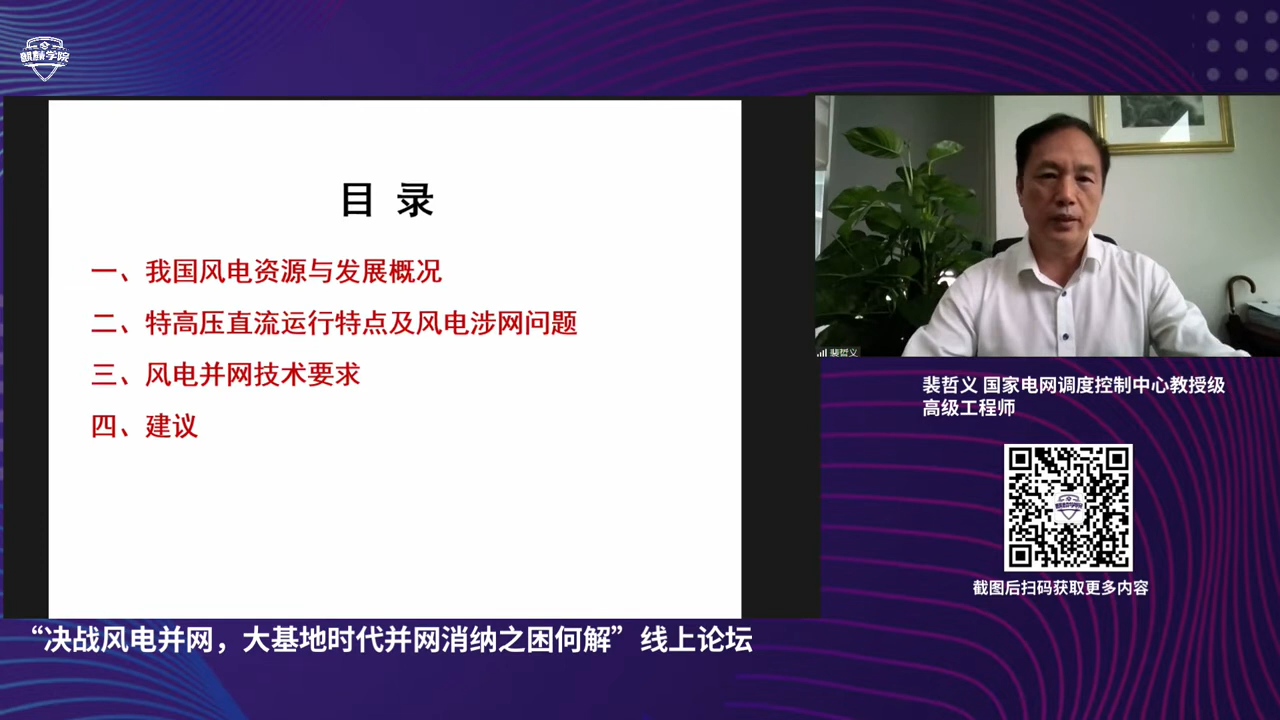 麒麟学院
目 录
一、我国风电资源与发展概况
二、特高压直流运行特点及风电涉网问题
三、风电并网技术要求
四、建议
裴哲义
裴哲义 国家电网调度控制中心教授级
高级工程师
截图后扫码获取更多内容
“决战风电并网，大基地时代并网消纳之困何解”线上论坛